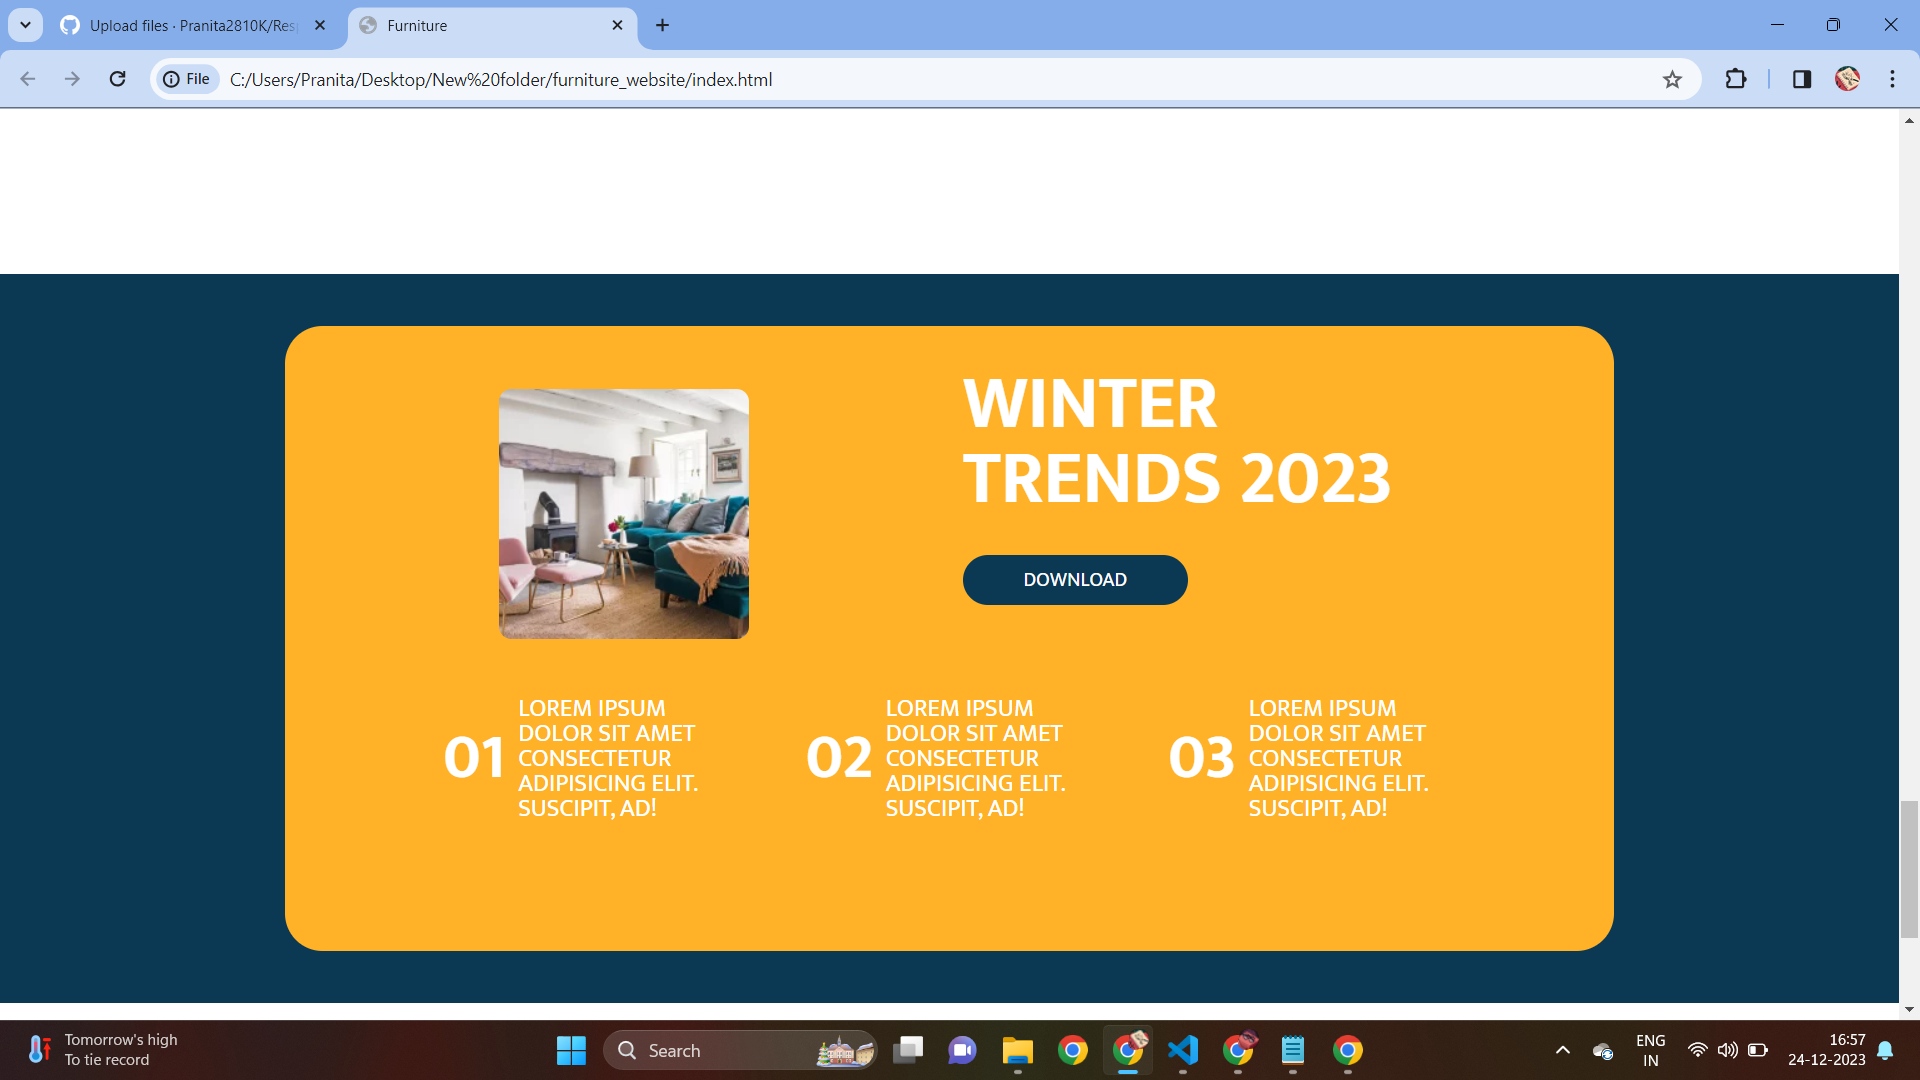 Upload files · Pranita2810K/Res
Furniture
File
C:/Users/Pranita/Desktop/New%20folder/furniture_website/index.html
WINTER
TRENDS 2023
DOWNLOAD
01
LOREM IPSUM
DOLOR SIT AMET
CONSECTETUR
ADIPISICING ELIT.
SUSCIPIT, AD!
02
LOREM IPSUM
DOLOR SIT AMET
CONSECTETUR
ADIPISICING ELIT.
SUSCIPIT, AD!
03
LOREM IPSUM
DOLOR SIT AMET
CONSECTETUR
ADIPISICING ELIT.
SUSCIPIT, AD!
Tomorrow's high
To tie record
Search
ENG
IN
16:57
24-12-2023